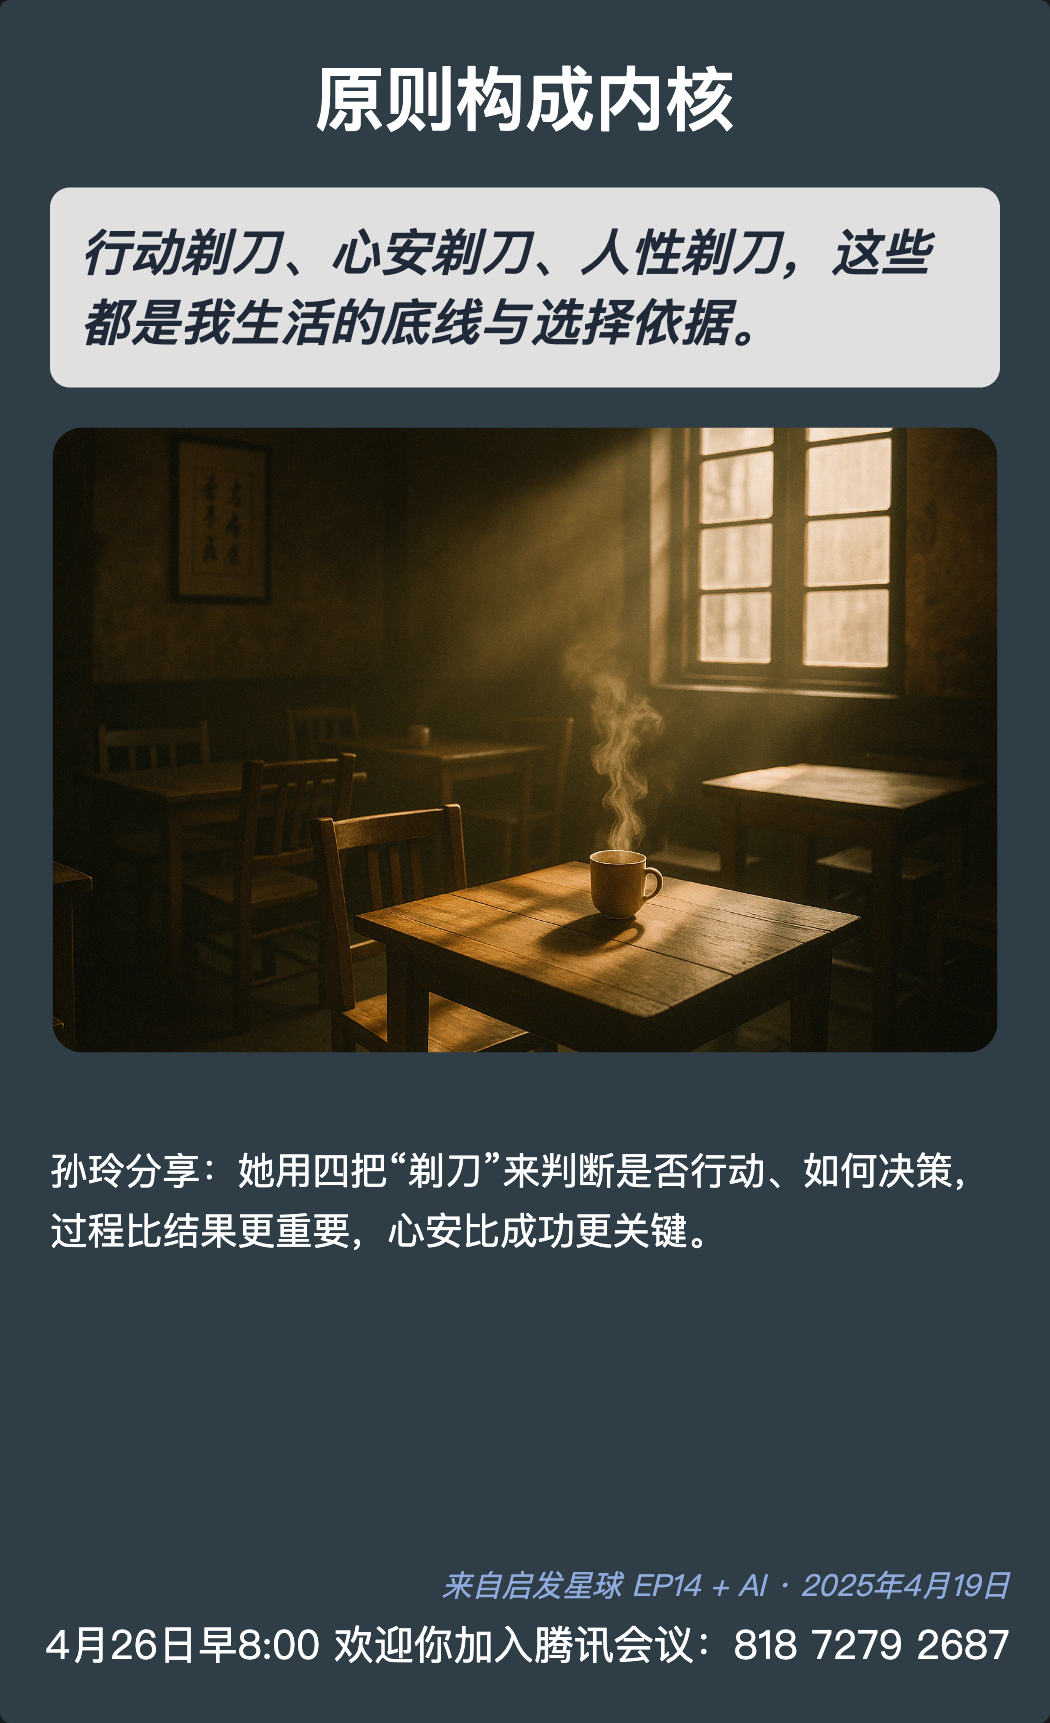 原则构成内核
行动剃刀、心安剃刀、人性剃刀，这些
都是我生活的底线与选择依据。
孙玲分享：她用四把“剃刀”来判断是否行动、如何决策，
过程比结果更重要，心安比成功更关键。
来自启发星球 EP14 + AI · 2025年4月19日
4月26日早8:00 欢迎你加入腾讯会议：818 7279 2687